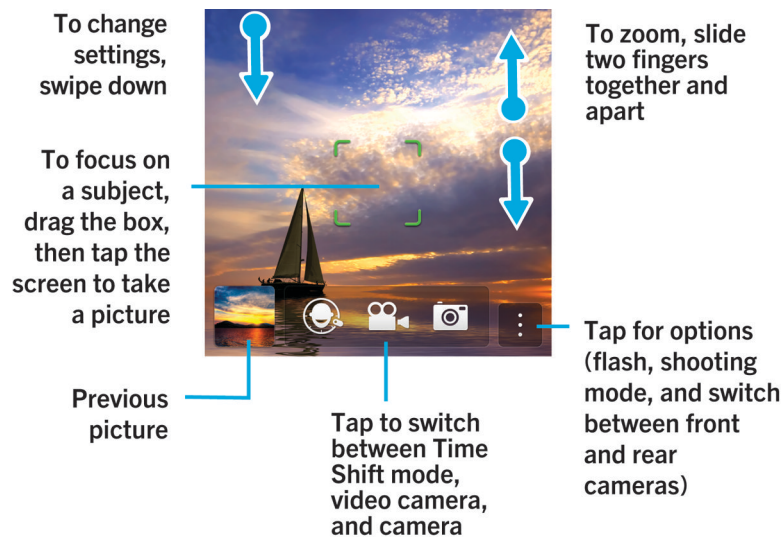 To change
settings,
swipe down
To zoom, slide
two fingers
together and
apart
To focus on
a subject,
drag the box,
then tap the
screen to take
a picture
Previous
picture
Tap to switch
between Time
Shift mode,
video camera,
and camera
Tap for options
(flash, shooting
mode, and switch
between front
and rear
cameras)